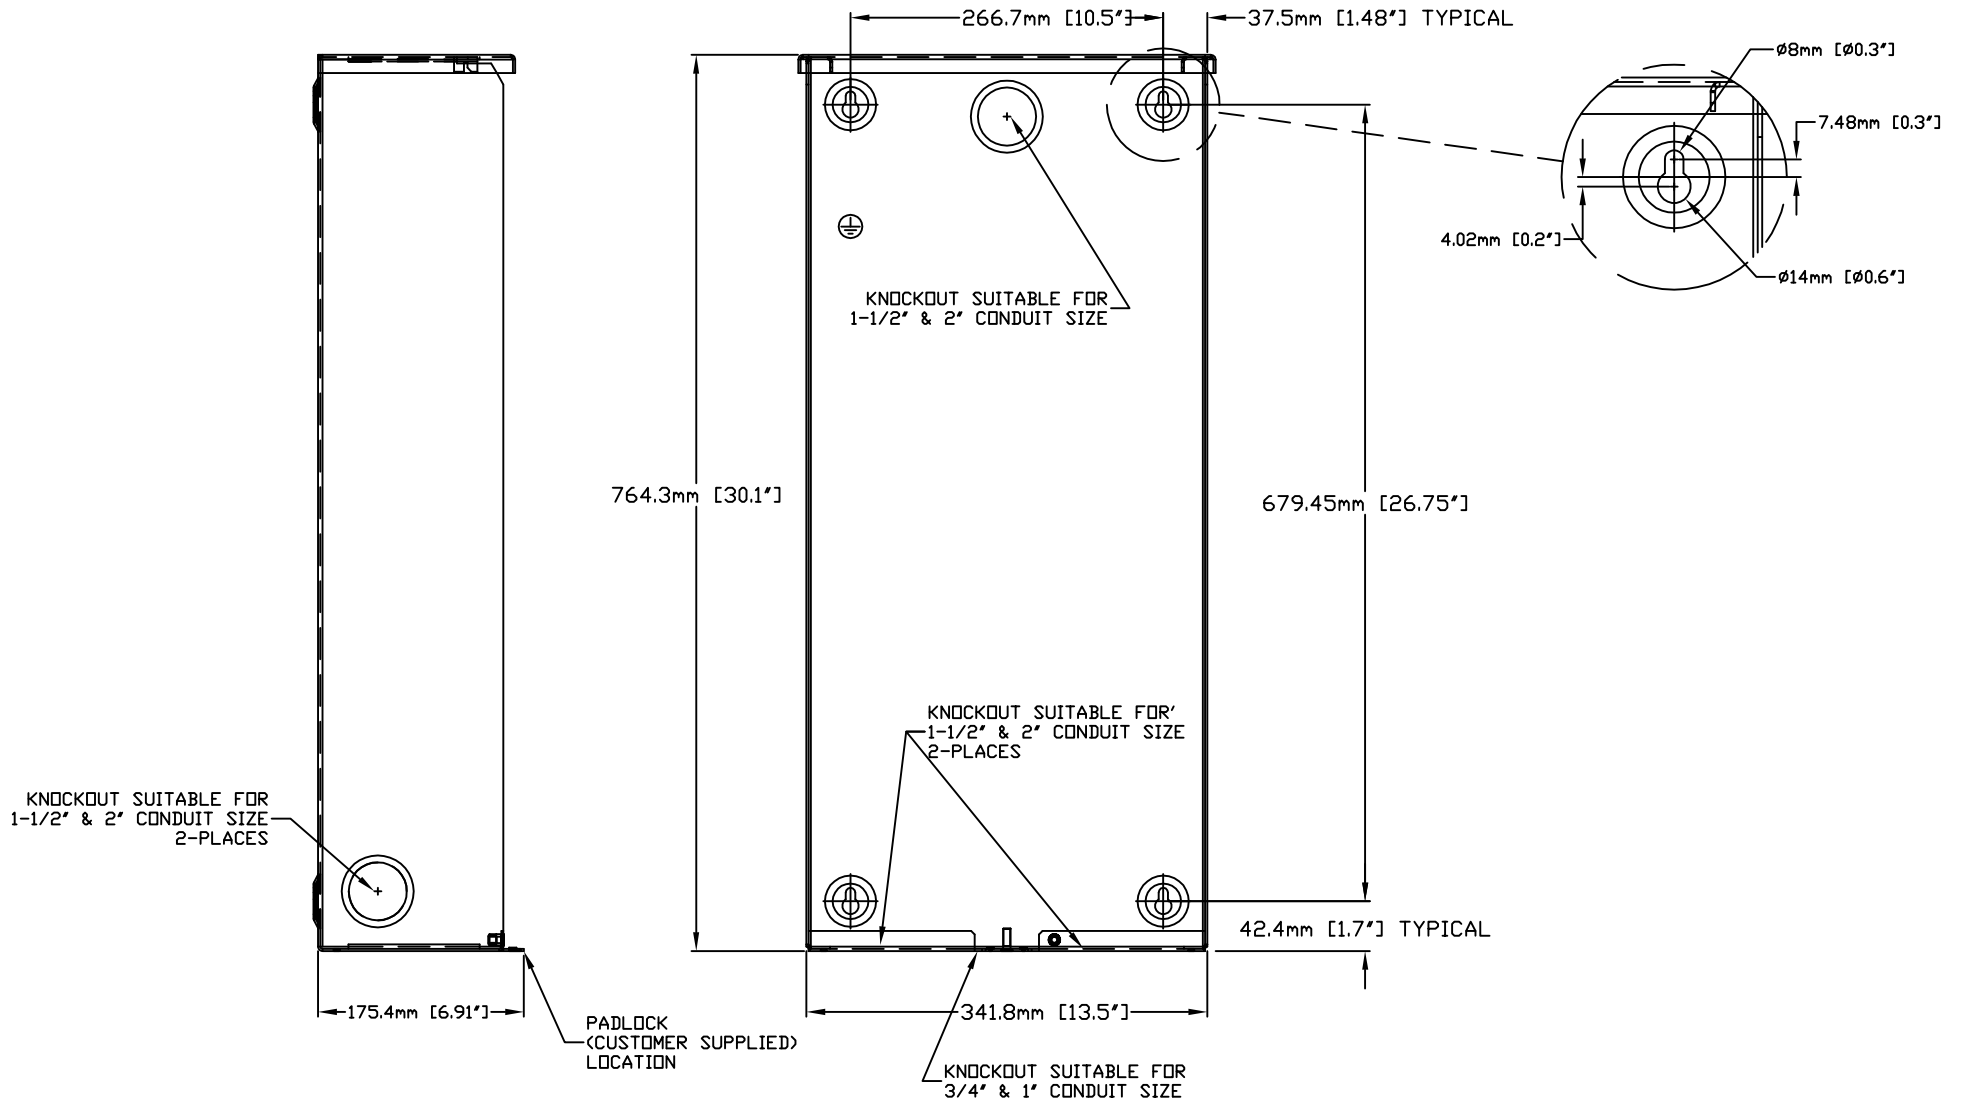 266.7mm [10.5"]
37.5mm [1.48"] TYPICAL
Ø8mm [Ø0.3"]
7.48mm [0.3"]
4.02mm [0.2"]
Ø14mm [Ø0.6"]
KNOCKOUT SUITABLE FOR
1-1/2" & 2" CONDUIT SIZE
764.3mm [30.1"]
679.45mm [26.75"]
KNOCKOUT SUITABLE FOR'
1-1/2" & 2" CONDUIT SIZE
2-PLACES
KNOCKOUT SUITABLE FOR
1-1/2" & 2" CONDUIT SIZE
2-PLACES
42.4mm [1.7"] TYPICAL
175.4mm [6.91"]
341.8mm [13.5"]
PADLOCK
(CUSTOMER SUPPLIED)
LOCATION
KNOCKOUT SUITABLE FOR
3/4" & 1" CONDUIT SIZE